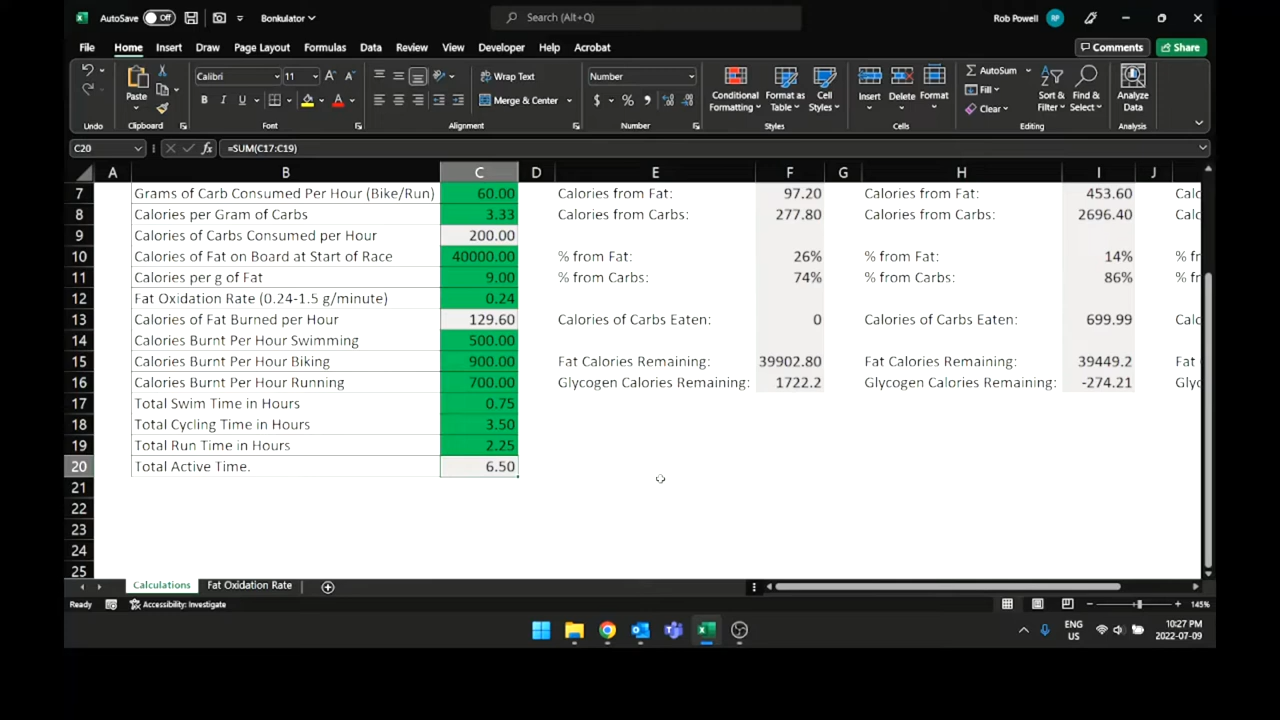 AutoSave Off Bonkulator Search (Alt+Q) Rob Powell RP
File Home Insert Draw Page Layout Formulas Data Review View Developer Help Acrobat Comments Share
Calibri 11 Wrap Text Number AutoSum
Paste Fill
B I U Merge & Center $ % Conditional Formatting Format as Table Cell Styles Insert Delete Format Clear Sort & Filter Find & Select Analyze Data
Undo Clipboard Font Alignment Number Styles Cells Editing Analysis
C20 fx =SUM(C17:C19)
A B C D E F G H I J
7 Grams of Carb Consumed Per Hour (Bike/Run) 60.00 Calories from Fat: 97.20 Calories from Fat: 453.60 Calc
8 Calories per Gram of Carbs 3.33 Calories from Carbs: 277.80 Calories from Carbs: 2696.40 Calc
9 Calories of Carbs Consumed per Hour 200.00
10 Calories of Fat on Board at Start of Race 40000.00 % from Fat: 26% % from Fat: 14% % fr
11 Calories per g of Fat 9.00 % from Carbs: 74% % from Carbs: 86% % fr
12 Fat Oxidation Rate (0.24-1.5 g/minute) 0.24
13 Calories of Fat Burned per Hour 129.60 Calories of Carbs Eaten: 0 Calories of Carbs Eaten: 699.99 Calc
14 Calories Burnt Per Hour Swimming 500.00
15 Calories Burnt Per Hour Biking 900.00 Fat Calories Remaining: 39902.80 Fat Calories Remaining: 39449.2 Fat C
16 Calories Burnt Per Hour Running 700.00 Glycogen Calories Remaining: 1722.2 Glycogen Calories Remaining: -274.21 Glyc
17 Total Swim Time in Hours 0.75
18 Total Cycling Time in Hours 3.50
19 Total Run Time in Hours 2.25
20 Total Active Time. 6.50
21
22
23
24
25
Calculations Fat Oxidation Rate
Ready Accessibility: Investigate 145%
ENG US 10:27 PM
2022-07-09